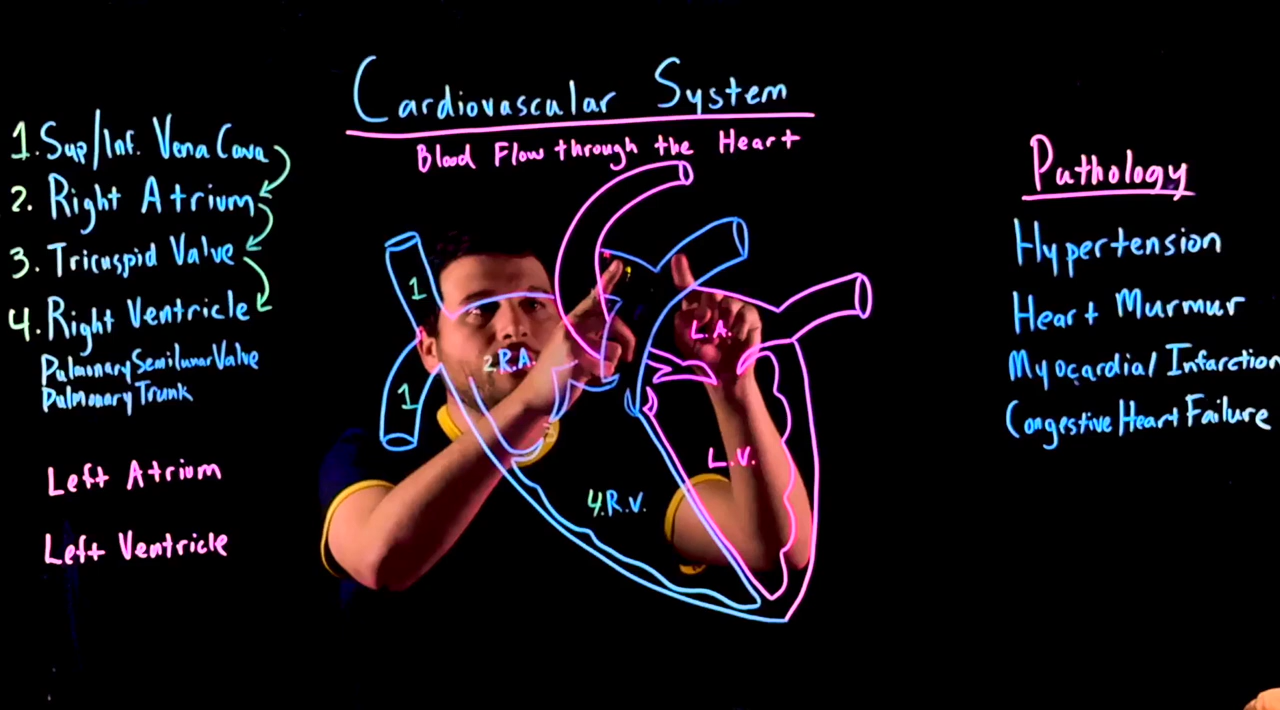 Cardiovascular System
Blood Flow through the Heart
1. Sup/Inf. Vena Cava
2. Right Atrium
3. Tricuspid Valve
4. Right Ventricle
Pulmonary Semilunar Valve
Pulmonary Trunk
Left Atrium
Left Ventricle
1
2.R.A.
1
3
4.R.V.
L.A.
L.V.
Pathology
Hypertension
Heart Murmur
Myocardial Infarction
Congestive Heart Failure